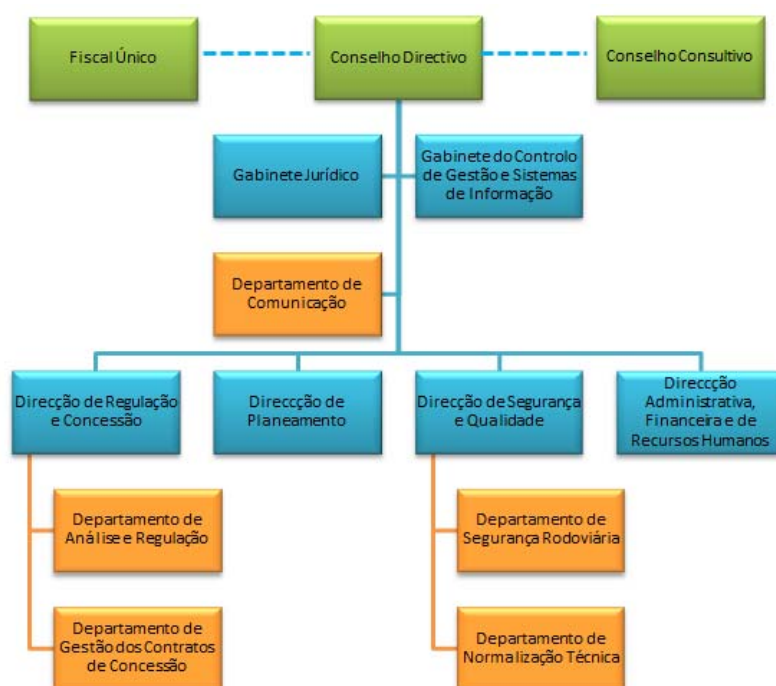 Fiscal Único
Conselho Directivo
Conselho Consultivo
Gabinete Jurídico
Gabinete do Controlo
de Gestão e Sistemas
de Informação
Departamento de
Comunicação
Direcção de Regulação
e Concessão
Direccção de
Planeamento
Direcção de Segurança
e Qualidade
Direccção
Administrativa,
Financeira e de
Recursos Humanos
Departamento de
Análise e Regulação
Departamento de
Segurança Rodoviária
Departamento de
Gestão dos Contratos
de Concessão
Departamento de
Normalização Técnica